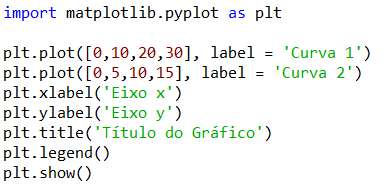 import matplotlib.pyplot as plt
plt.plot([0,10,20,30], label = 'Curva 1')
plt.plot([0,5,10,15], label = 'Curva 2')
plt.xlabel('Eixo x')
plt.ylabel('Eixo y')
plt.title('Título do Gráfico')
plt.legend()
plt.show()